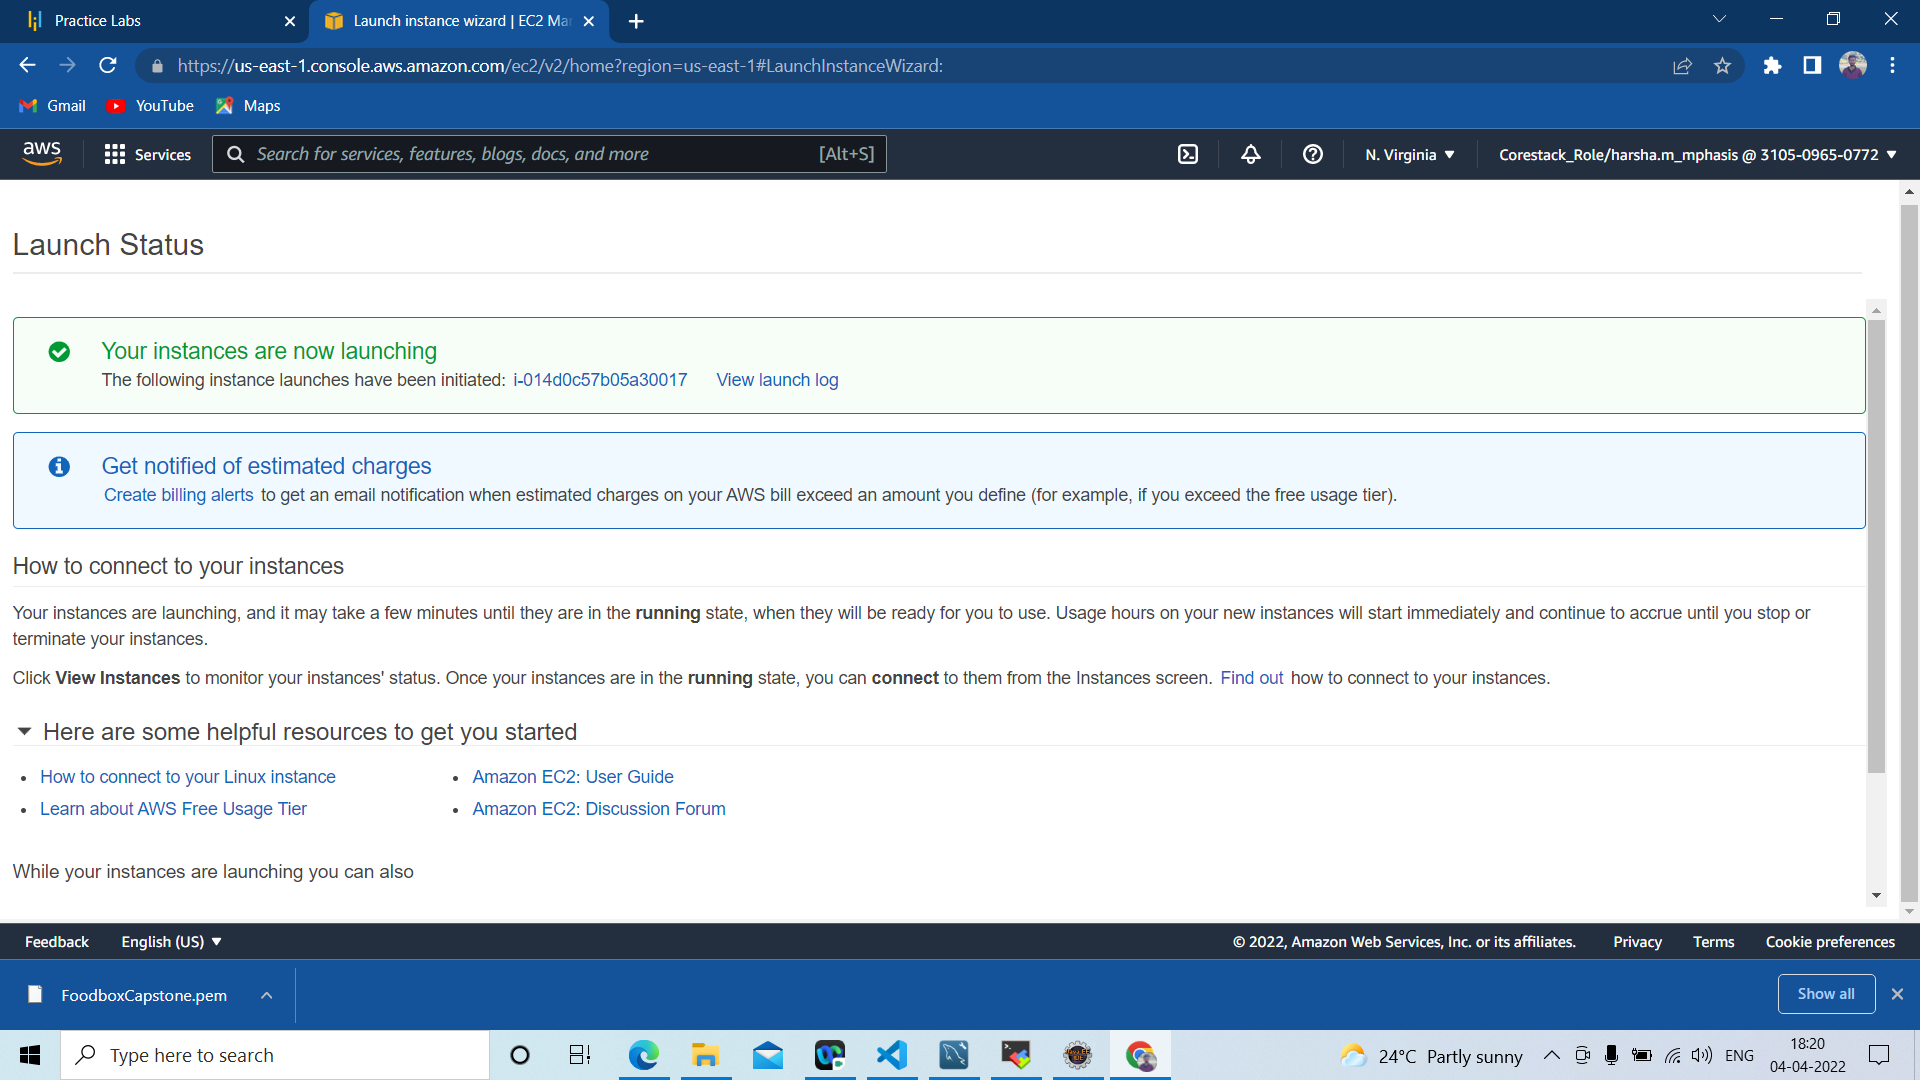 Practice Labs
Launch instance wizard | EC2 Mar
https://us-east-1.console.aws.amazon.com/ec2/v2/home?region=us-east-1#LaunchInstanceWizard:
Gmail
YouTube
Maps
aws
Services
Search for services, features, blogs, docs, and more
[Alt+S]
N. Virginia
Corestack_Role/harsha.m_mphasis @ 3105-0965-0772
Launch Status
Your instances are now launching
The following instance launches have been initiated: i-014d0c57b05a30017 View launch log
Get notified of estimated charges
Create billing alerts to get an email notification when estimated charges on your AWS bill exceed an amount you define (for example, if you exceed the free usage tier).
How to connect to your instances
Your instances are launching, and it may take a few minutes until they are in the running state, when they will be ready for you to use. Usage hours on your new instances will start immediately and continue to accrue until you stop or
terminate your instances.
Click View Instances to monitor your instances' status. Once your instances are in the running state, you can connect to them from the Instances screen. Find out how to connect to your instances.
Here are some helpful resources to get you started
• How to connect to your Linux instance
• Amazon EC2: User Guide
• Learn about AWS Free Usage Tier
• Amazon EC2: Discussion Forum
While your instances are launching you can also
Feedback
English (US)
© 2022, Amazon Web Services, Inc. or its affiliates.
Privacy
Terms
Cookie preferences
FoodboxCapstone.pem
Show all
Type here to search
24°C Partly sunny
ENG
18:20
04-04-2022